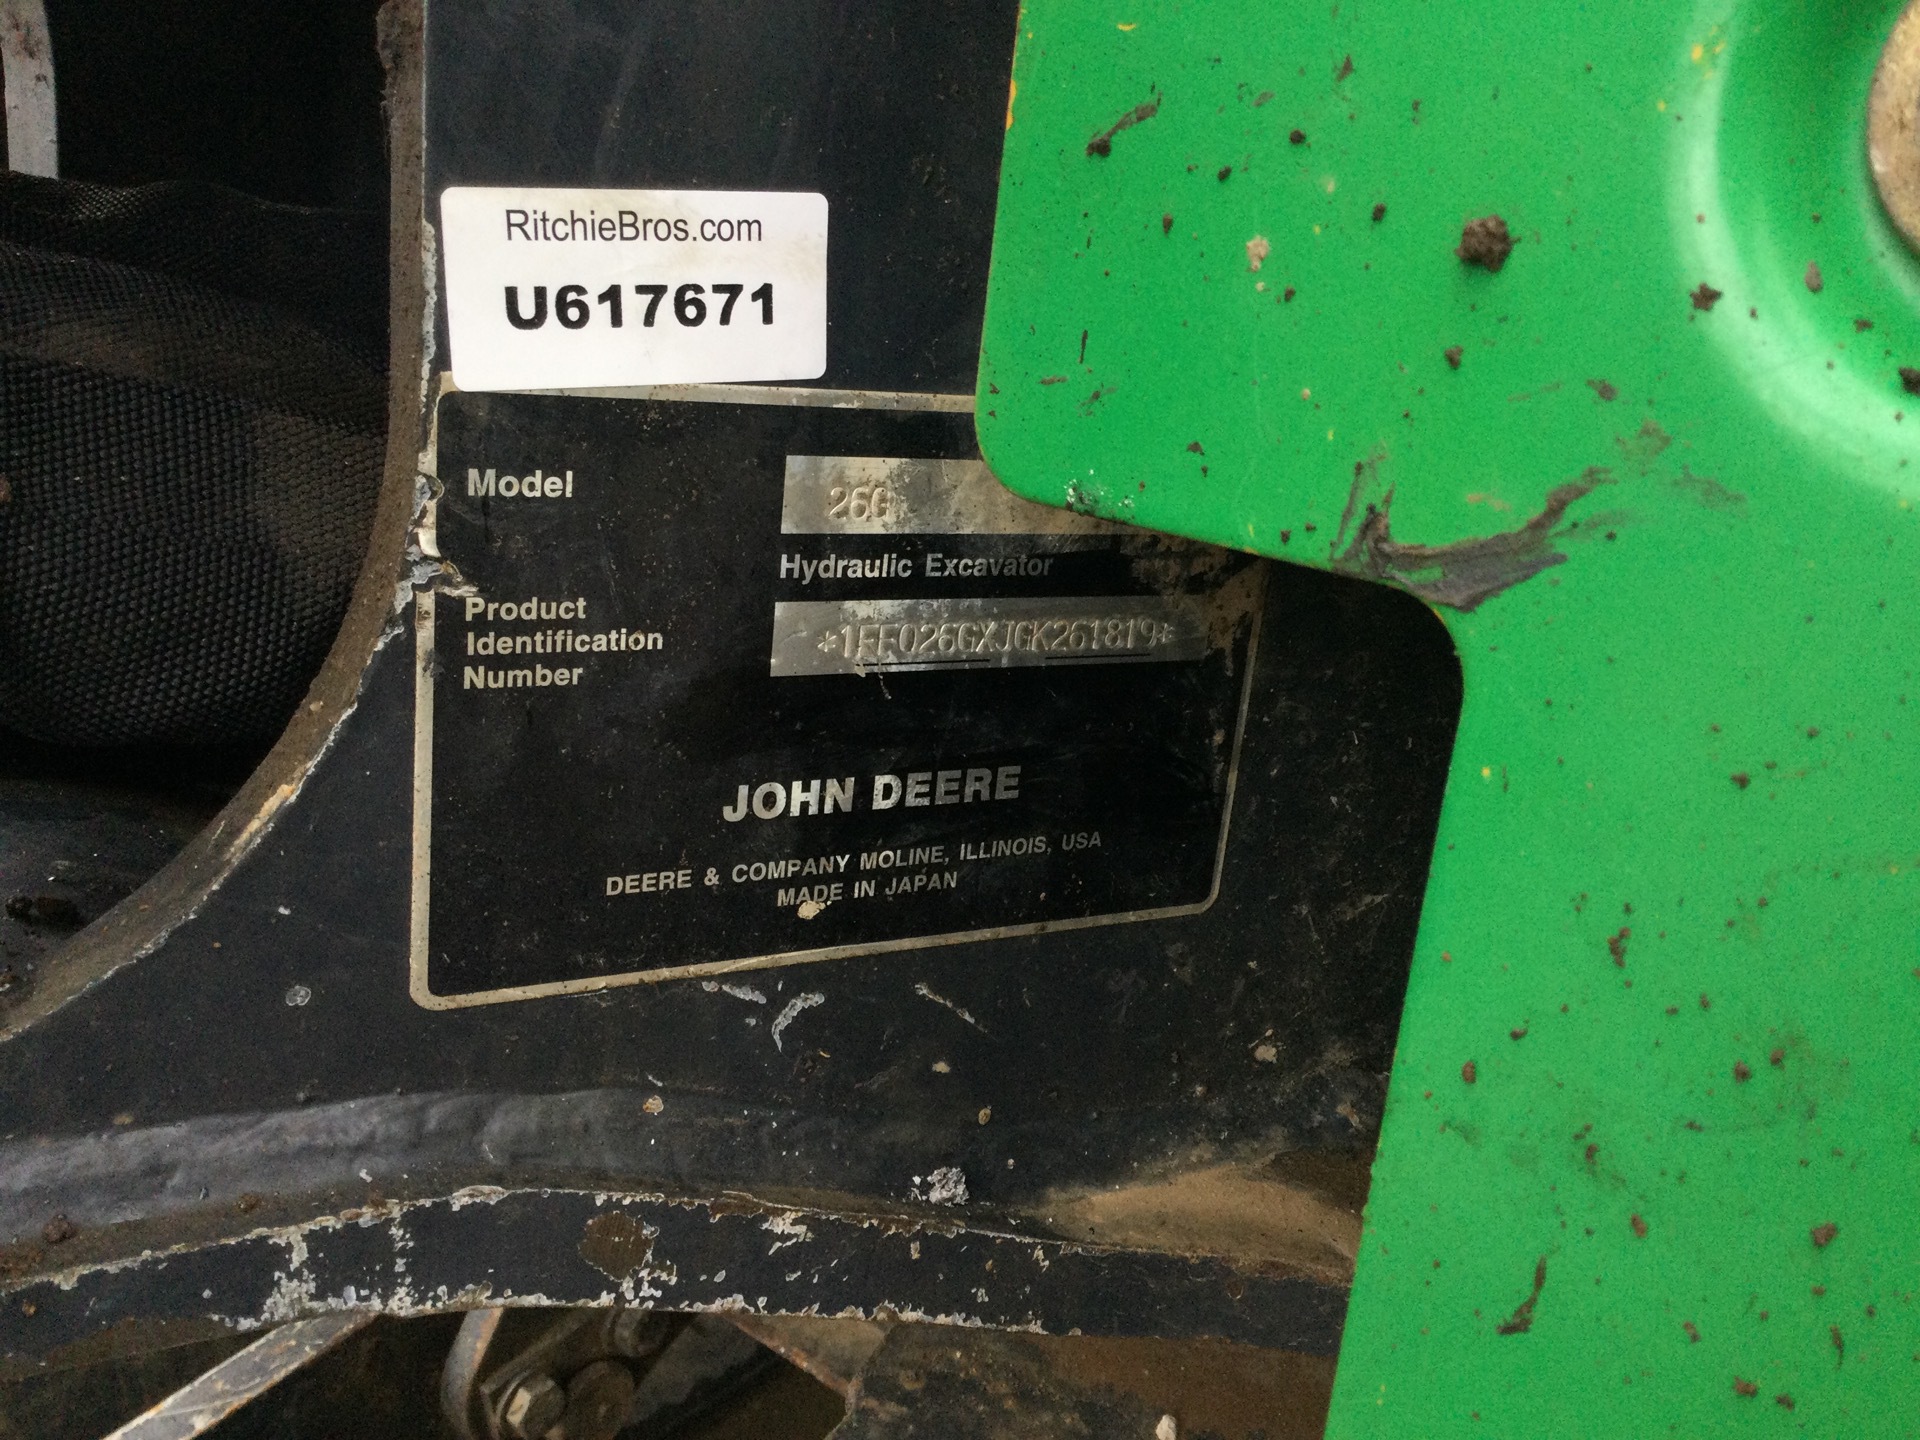 RitchieBros.com
U617671
Model
26G
Hydraulic Excavator
Product
Identification
Number
*1FF026GXJGK261819*
JOHN DEERE
DEERE & COMPANY MOLINE, ILLINOIS, USA
MADE IN JAPAN